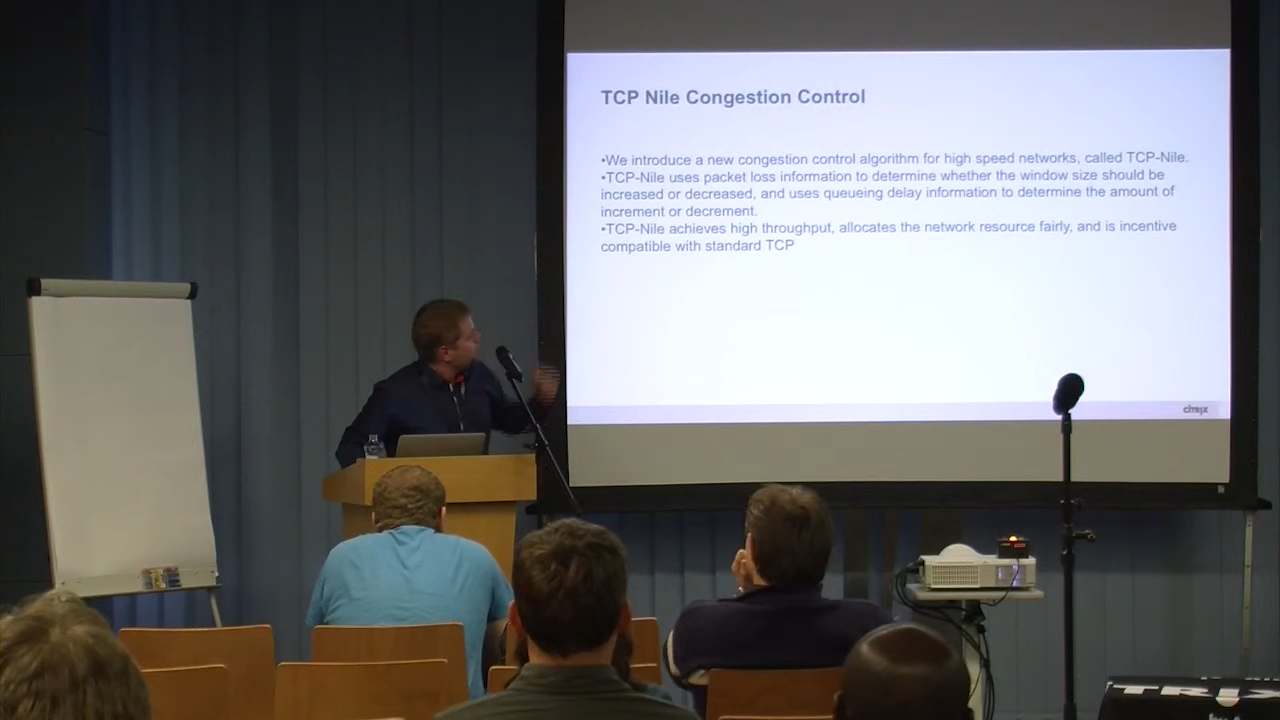 TCP Nile Congestion Control
•We introduce a new congestion control algorithm for high speed networks, called TCP-Nile.
•TCP-Nile uses packet loss information to determine whether the window size should be
increased or decreased, and uses queueing delay information to determine the amount of
increment or decrement.
•TCP-Nile achieves high throughput, allocates the network resource fairly, and is incentive
compatible with standard TCP
citrix